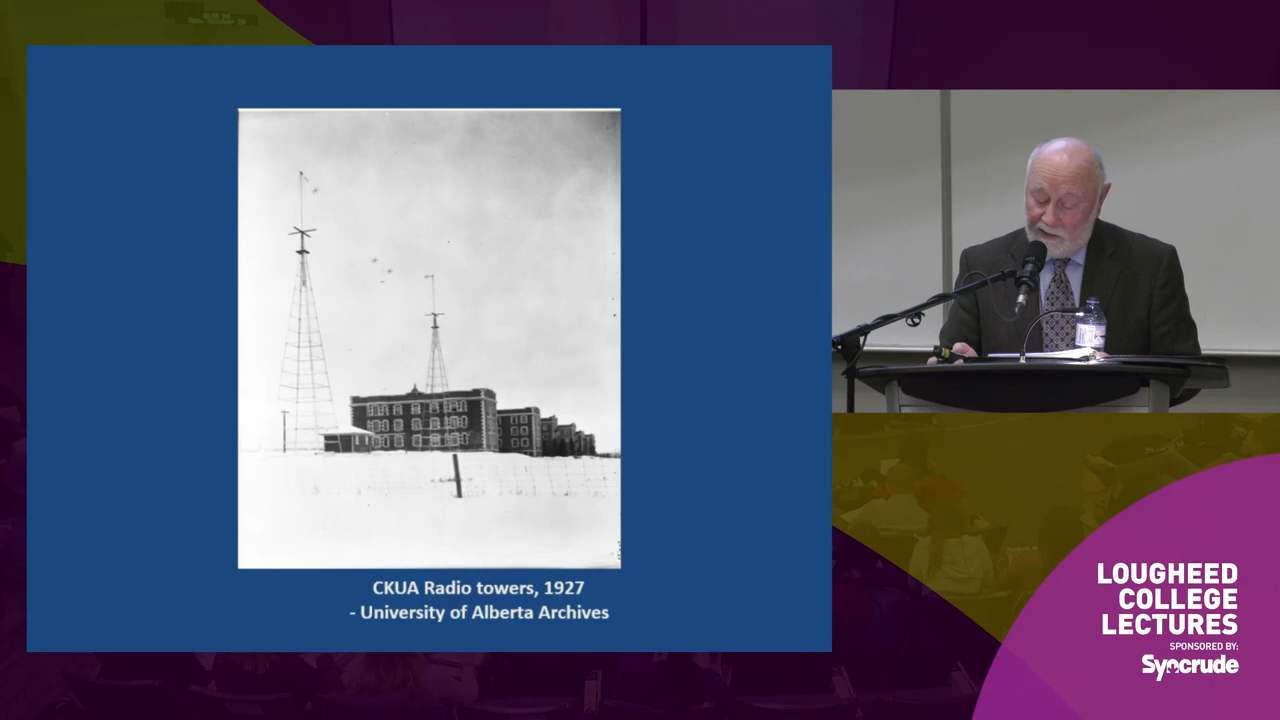 CKUA Radio towers, 1927
- University of Alberta Archives
LOUGHEED
COLLEGE
LECTURES
SPONSORED BY:
Syncrude